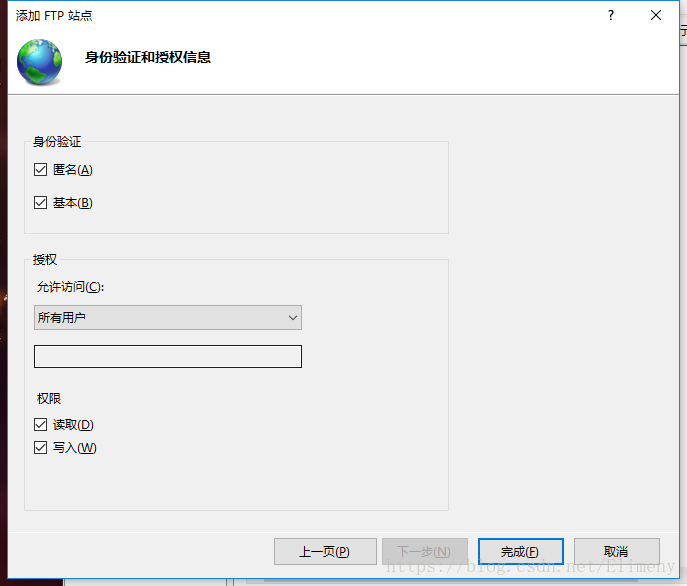 添加 FTP 站点
身份验证和授权信息
身份验证
匿名(A)
基本(B)
授权
允许访问(C):
所有用户
权限
读取(D)
写入(W)
上一页(P) 下一步(N) 完成(F) 取消
https://blog.csdn.net/Elimeny